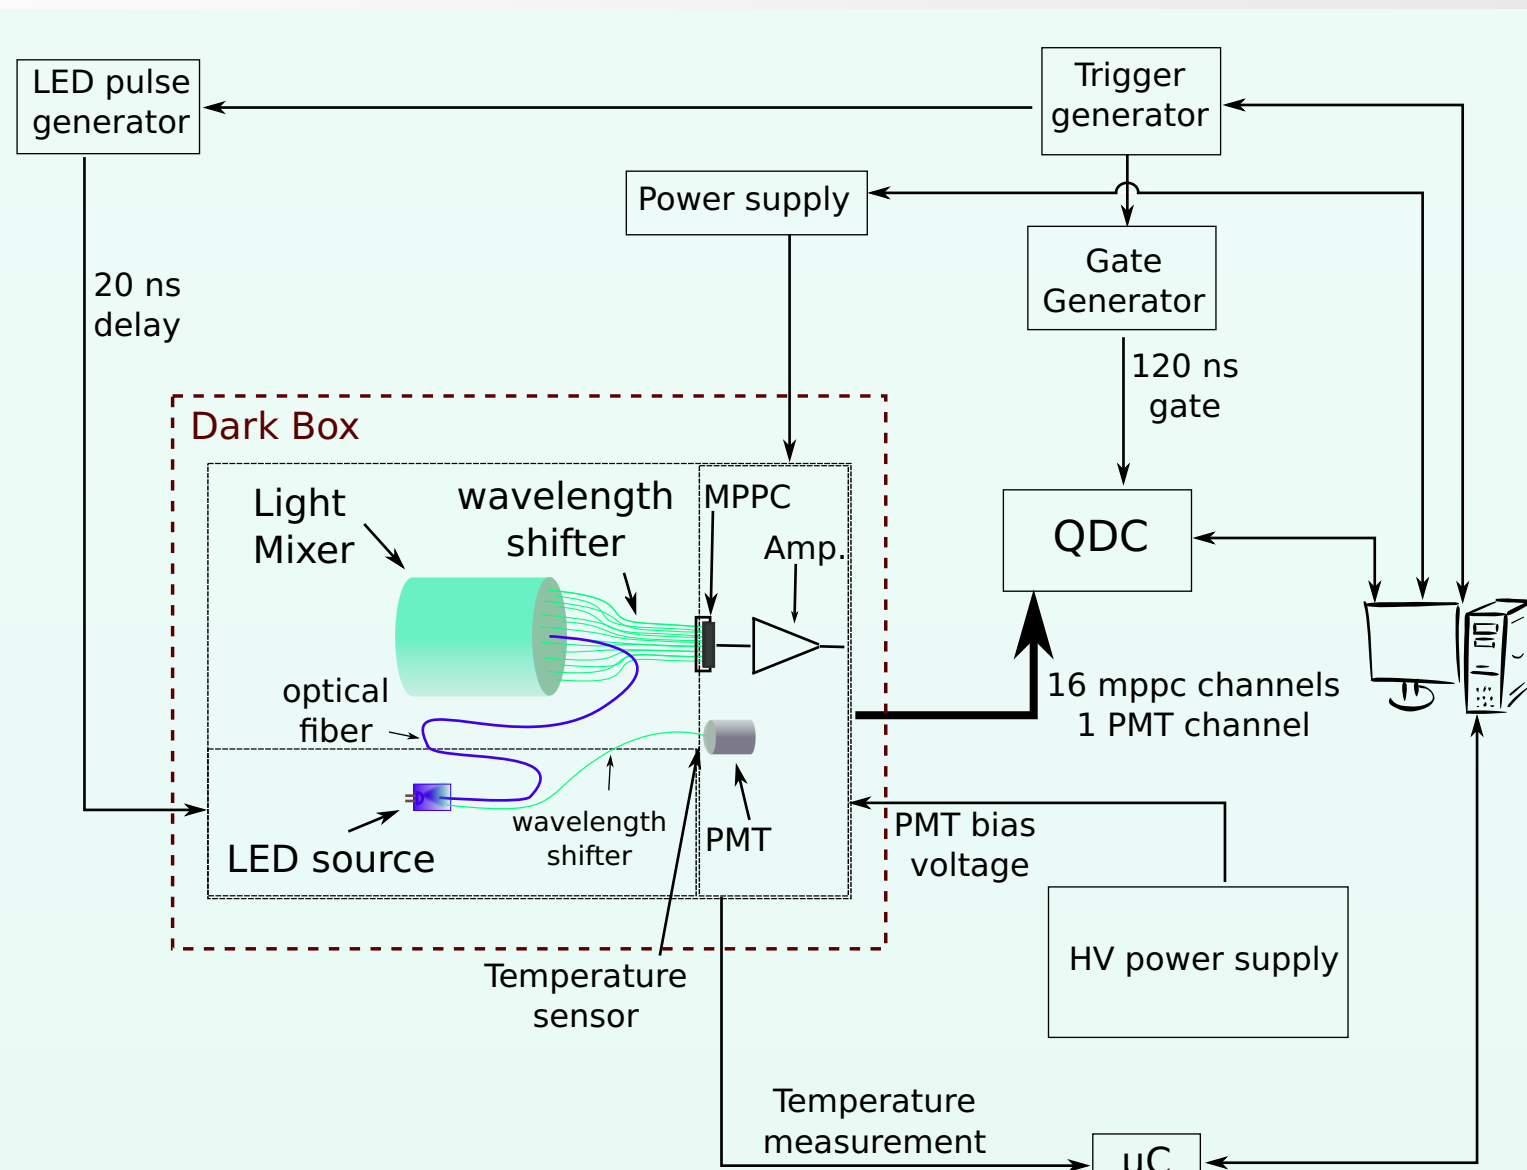 LED pulse
generator
Trigger
generator
Power supply
Gate
Generator
20 ns
delay
120 ns
gate
Dark Box
Light
Mixer
wavelength
shifter
MPPC
Amp.
QDC
optical
fiber
16 mppc channels
1 PMT channel
LED source
wavelength
shifter
PMT
PMT bias
voltage
HV power supply
Temperature
sensor
Temperature
measurement
μC